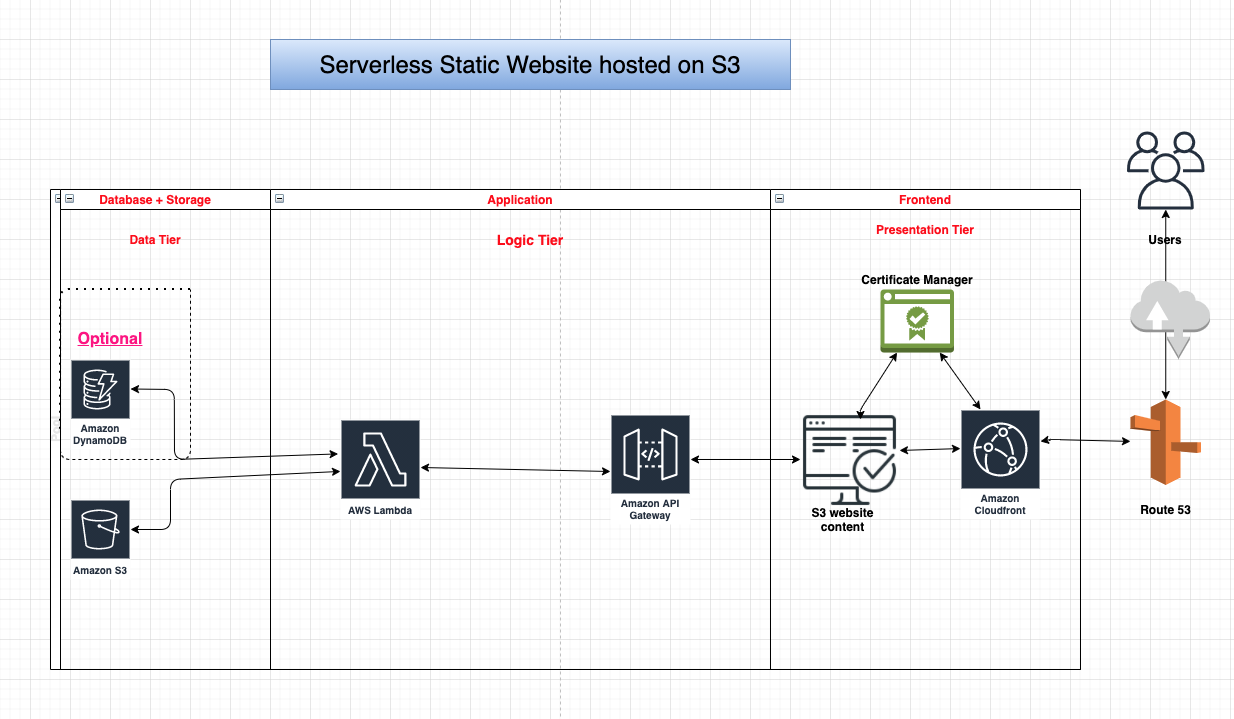 Serverless Static Website hosted on S3
Database + Storage
Application
Frontend
Data Tier
Logic Tier
Presentation Tier
Users
Certificate Manager
Optional
Amazon
DynamoDB
AWS Lambda
Amazon API
Gateway
S3 website
content
Amazon
Cloudfront
Route 53
Amazon S3